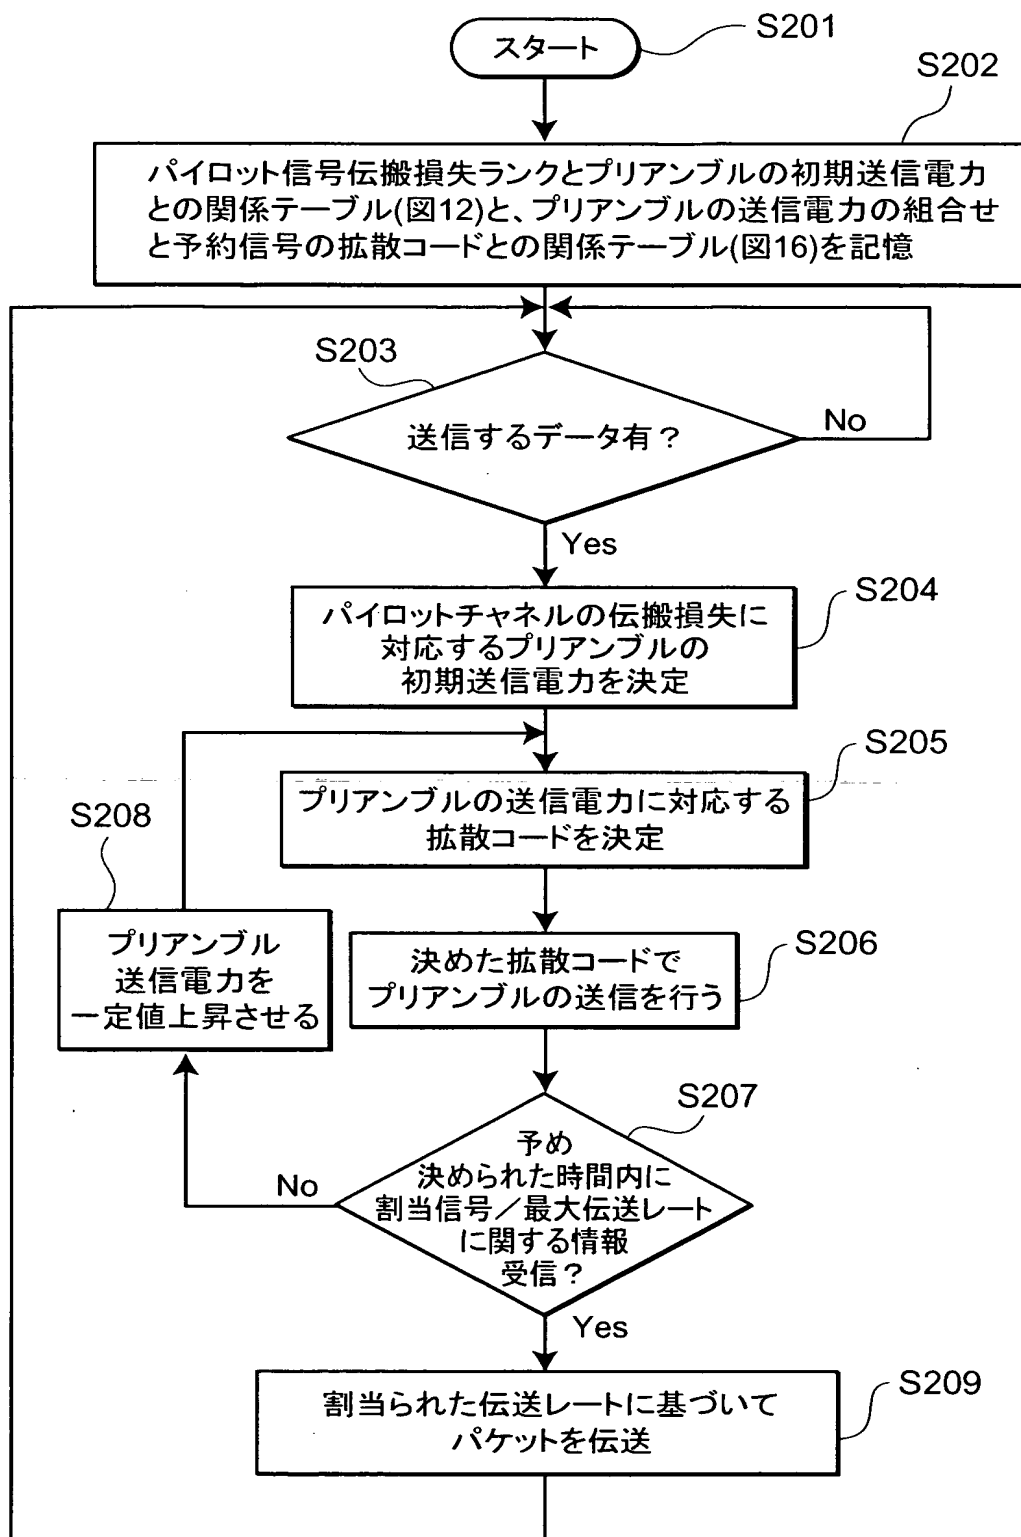 スタート
S201
S202
パイロット信号伝搬損失ランクとプリアンブルの初期送信電力
との関係テーブル(図12)と、プリアンブルの送信電力の組合せ
と予約信号の拡散コードとの関係テーブル(図16)を記憶
S203
送信するデータ有？
No
Yes
S204
パイロットチャネルの伝搬損失に
対応するプリアンブルの
初期送信電力を決定
S205
プリアンブルの送信電力に対応する
拡散コードを決定
S208
プリアンブル
送信電力を
一定値上昇させる
S206
決めた拡散コードで
プリアンブルの送信を行う
S207
予め
決められた時間内に
割当信号／最大伝送レート
に関する情報
受信？
No
Yes
S209
割当られた伝送レートに基づいて
パケットを伝送